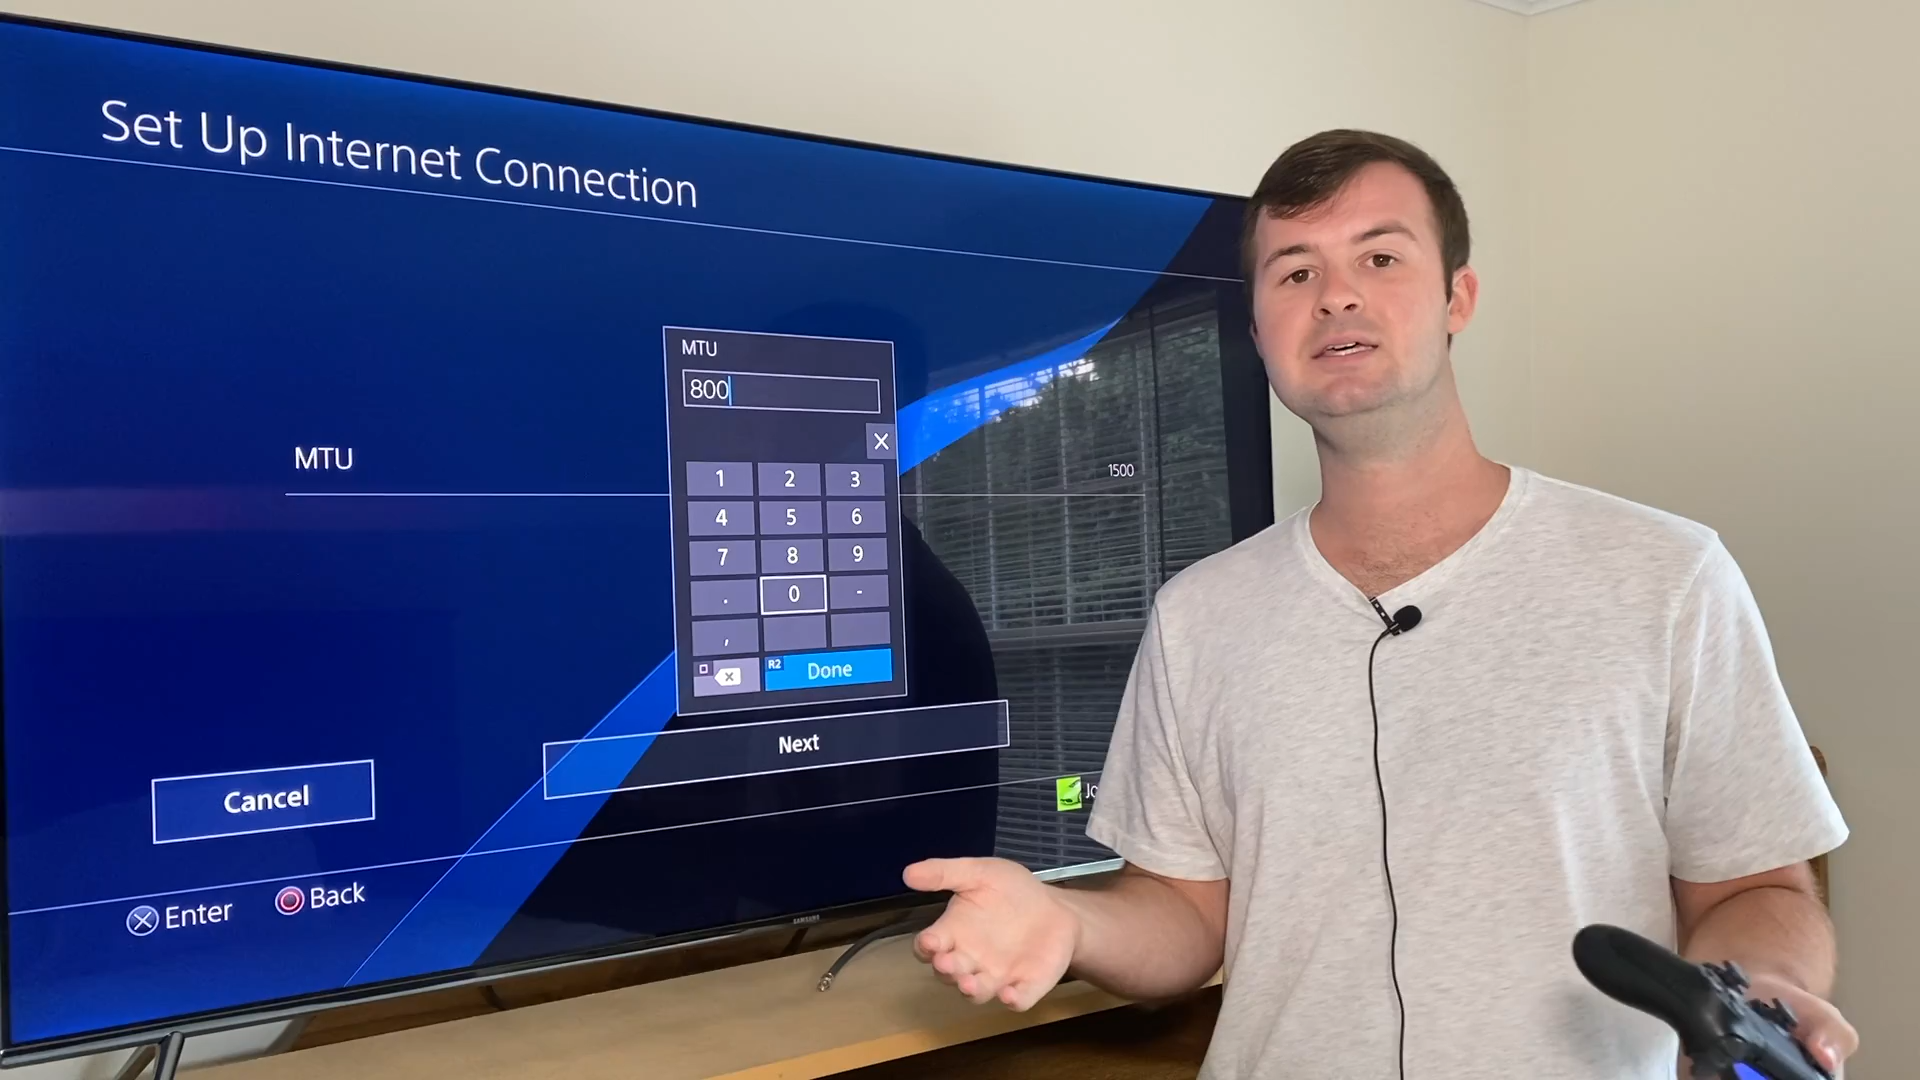 Set Up Internet Connection
MTU
800
MTU
1500
1 2 3
4 5 6
7 8 9
. 0 -
,
R2 Done
Next
Cancel
Enter Back
SAMSUNG